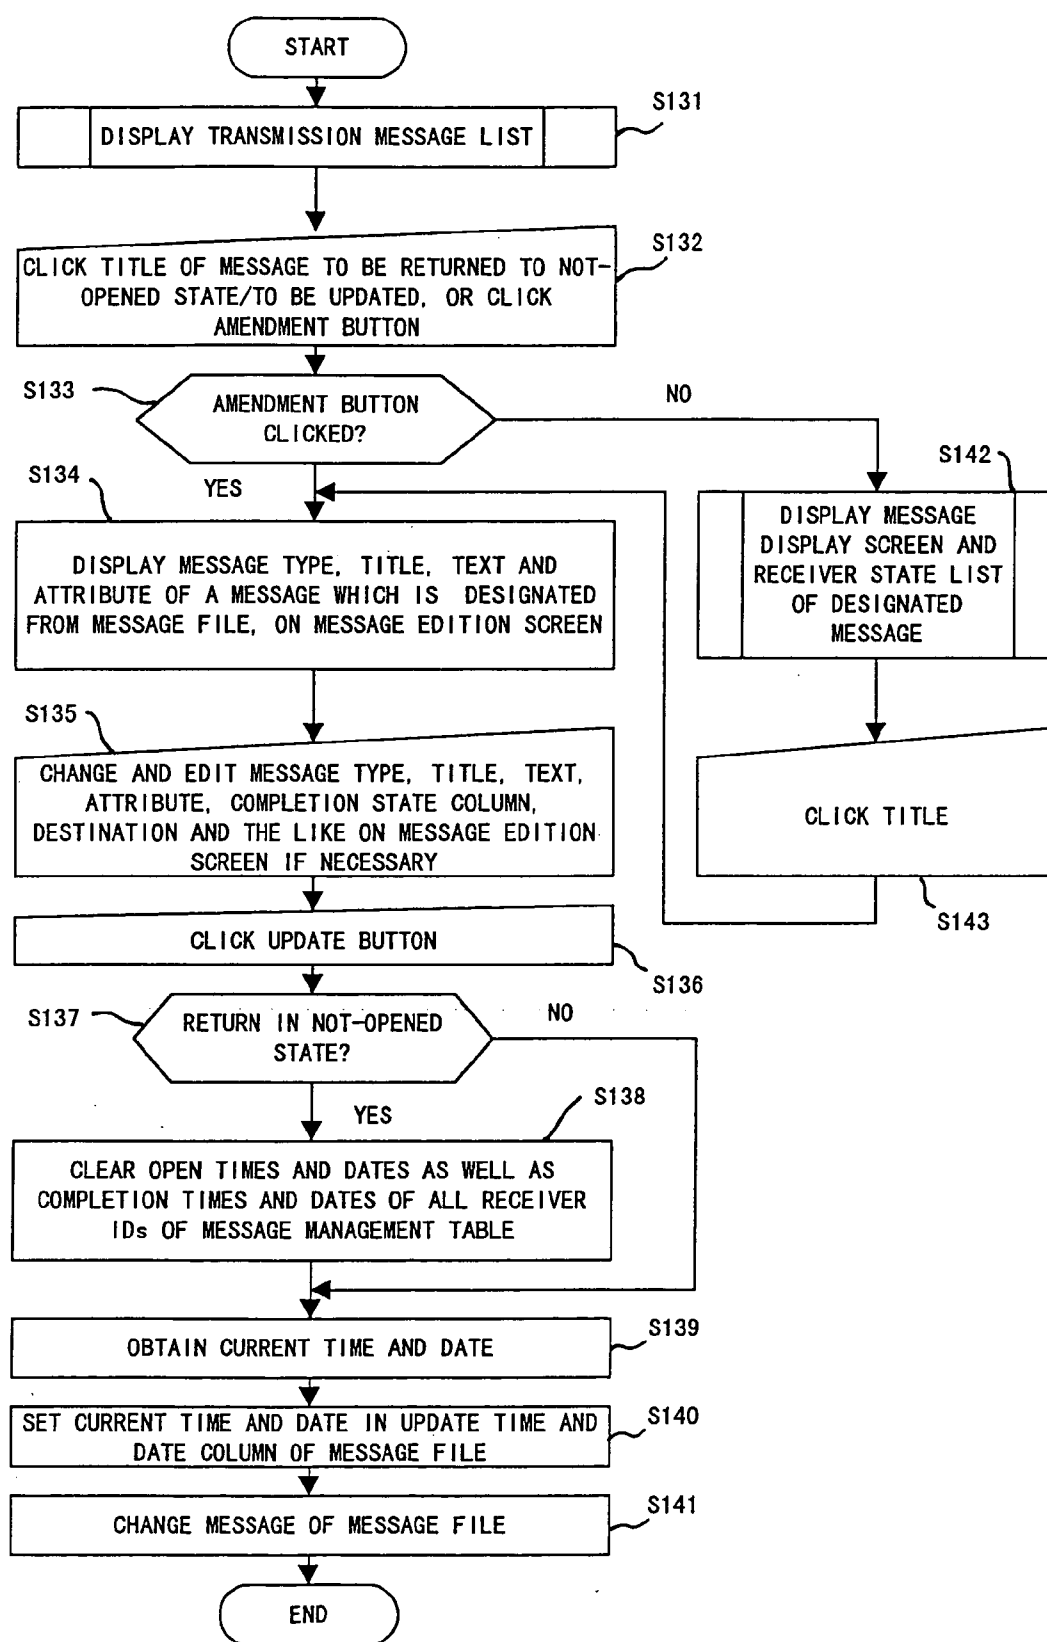 START
S131
DISPLAY TRANSMISSION MESSAGE LIST
S132
CLICK TITLE OF MESSAGE TO BE RETURNED TO NOT-
OPENED STATE/TO BE UPDATED, OR CLICK
AMENDMENT BUTTON
S133
AMENDMENT BUTTON
CLICKED?
NO
YES
S134
DISPLAY MESSAGE TYPE, TITLE, TEXT AND
ATTRIBUTE OF A MESSAGE WHICH IS DESIGNATED
FROM MESSAGE FILE, ON MESSAGE EDITION SCREEN
S142
DISPLAY MESSAGE
DISPLAY SCREEN AND
RECEIVER STATE LIST
OF DESIGNATED
MESSAGE
S135
CHANGE AND EDIT MESSAGE TYPE, TITLE, TEXT,
ATTRIBUTE, COMPLETION STATE COLUMN,
DESTINATION AND THE LIKE ON MESSAGE EDITION
SCREEN IF NECESSARY
CLICK TITLE
S143
CLICK UPDATE BUTTON
S136
S137
RETURN IN NOT-OPENED
STATE?
NO
YES
S138
CLEAR OPEN TIMES AND DATES AS WELL AS
COMPLETION TIMES AND DATES OF ALL RECEIVER
IDs OF MESSAGE MANAGEMENT TABLE
S139
OBTAIN CURRENT TIME AND DATE
S140
SET CURRENT TIME AND DATE IN UPDATE TIME AND
DATE COLUMN OF MESSAGE FILE
S141
CHANGE MESSAGE OF MESSAGE FILE
END